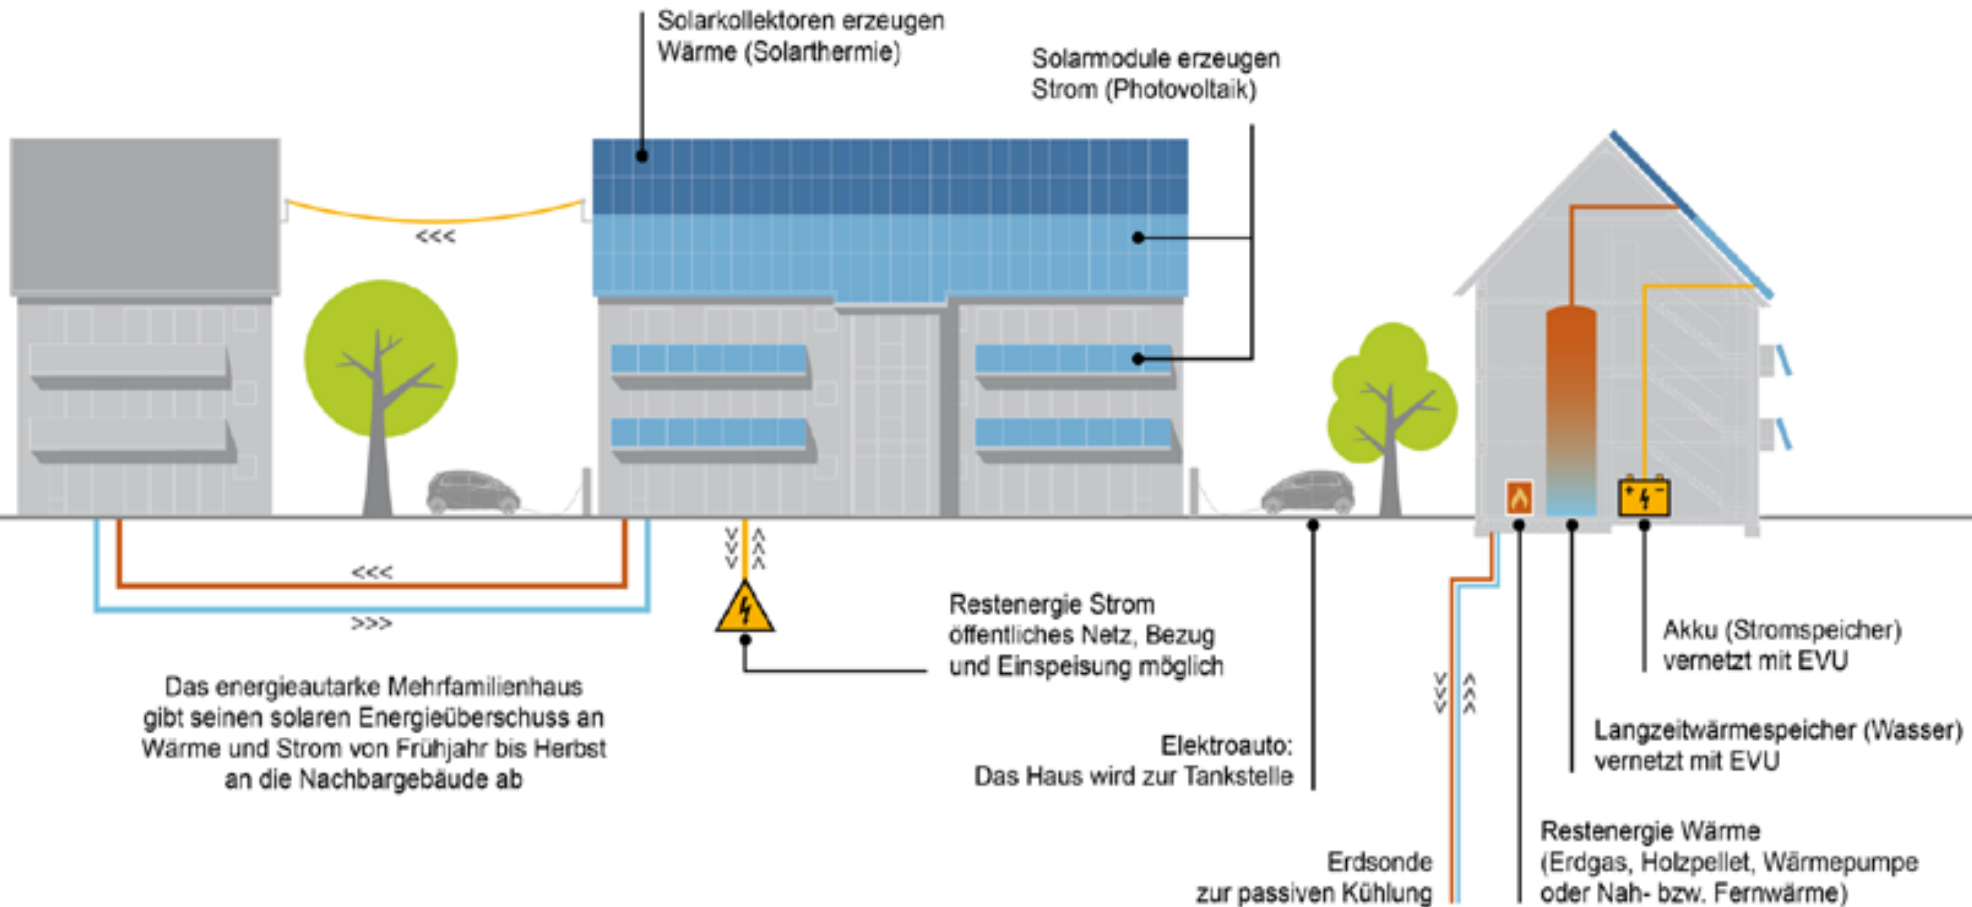 Solarkollektoren erzeugen
Wärme (Solarthermie)
Solarmodule erzeugen
Strom (Photovoltaik)
<<<
<<<
>>>
Das energieautarke Mehrfamilienhaus
gibt seinen solaren Energieüberschuss an
Wärme und Strom von Frühjahr bis Herbst
an die Nachbargebäude ab
Restenergie Strom
öffentliches Netz, Bezug
und Einspeisung möglich
Elektroauto:
Das Haus wird zur Tankstelle
Akku (Stromspeicher)
vernetzt mit EVU
Langzeitwärmespeicher (Wasser)
vernetzt mit EVU
Restenergie Wärme
(Erdgas, Holzpellet, Wärmepumpe
oder Nah- bzw. Fernwärme)
Erdsonde
zur passiven Kühlung